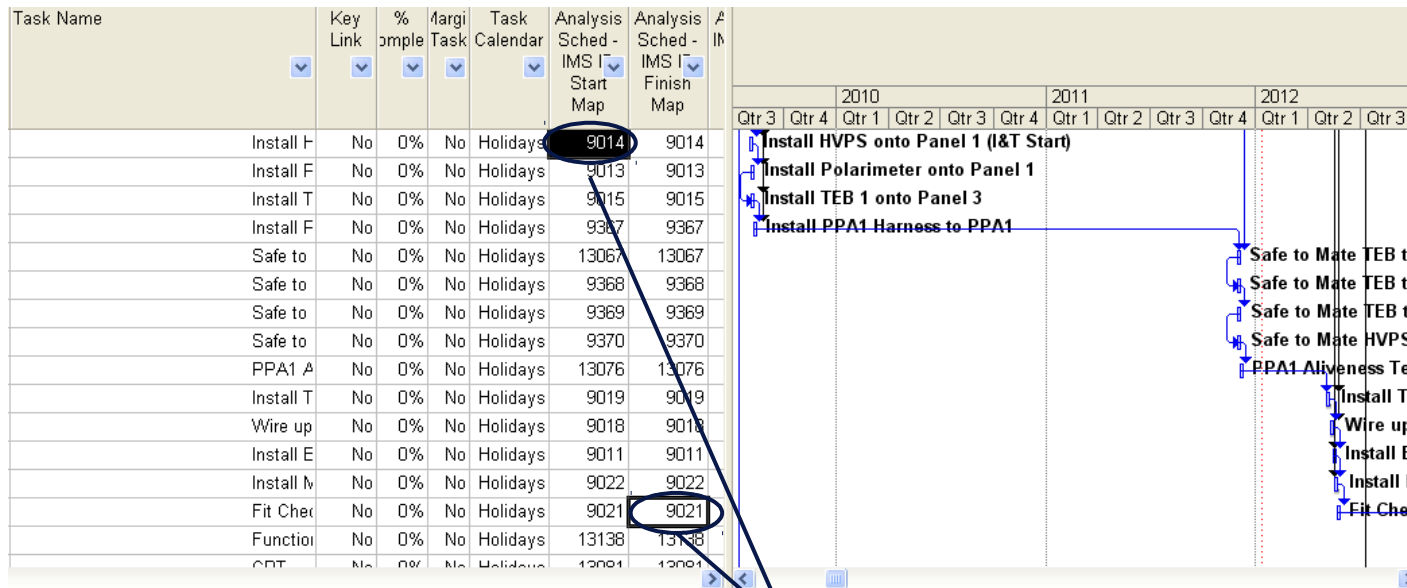 Task Name Key % Margi Task Analysis Analysis A
Link omple Task Calendar Sched - Sched - IM
IMS I IMS I
Start Finish
Map Map
2010 2011 2012
Qtr 3 Qtr 4 Qtr 1 Qtr 2 Qtr 3 Qtr 4 Qtr 1 Qtr 2 Qtr 3 Qtr 4 Qtr 1 Qtr 2 Qtr 3
Install H No 0% No Holidays 9014 9014 Install HVPS onto Panel 1 (I&T Start)
Install F No 0% No Holidays 9013 9013 Install Polarimeter onto Panel 1
Install T No 0% No Holidays 9015 9015 Install TEB 1 onto Panel 3
Install F No 0% No Holidays 9367 9367 Install PPA1 Harness to PPA1
Safe to No 0% No Holidays 13067 13067 Safe to Mate TEB t
Safe to No 0% No Holidays 9368 9368 Safe to Mate TEB t
Safe to No 0% No Holidays 9369 9369 Safe to Mate TEB t
Safe to No 0% No Holidays 9370 9370 Safe to Mate HVPS
PPA1 A No 0% No Holidays 13076 13076 PPA1 Aliveness Te
Install T No 0% No Holidays 9019 9019 Install T
Wire up No 0% No Holidays 9018 9018 Wire up
Install E No 0% No Holidays 9011 9011 Install E
Install M No 0% No Holidays 9022 9022 Install
Fit Chec No 0% No Holidays 9021 9021 Fit Che
Function No 0% No Holidays 13138 13138
CPT No 0% No Holidays 13081 13081